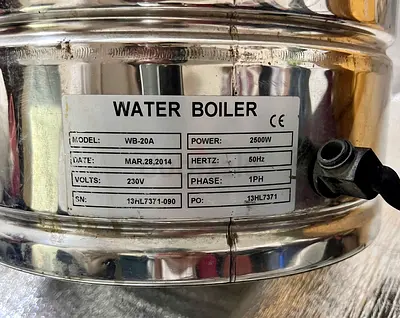 WATER BOILER
CE
MODEL: WB-20A POWER: 2500W
DATE: MAR.28,2014 HERTZ: 50Hz
VOLTS: 230V PHASE: 1PH
SN: 13HL7371-090 PO: 13HL7371